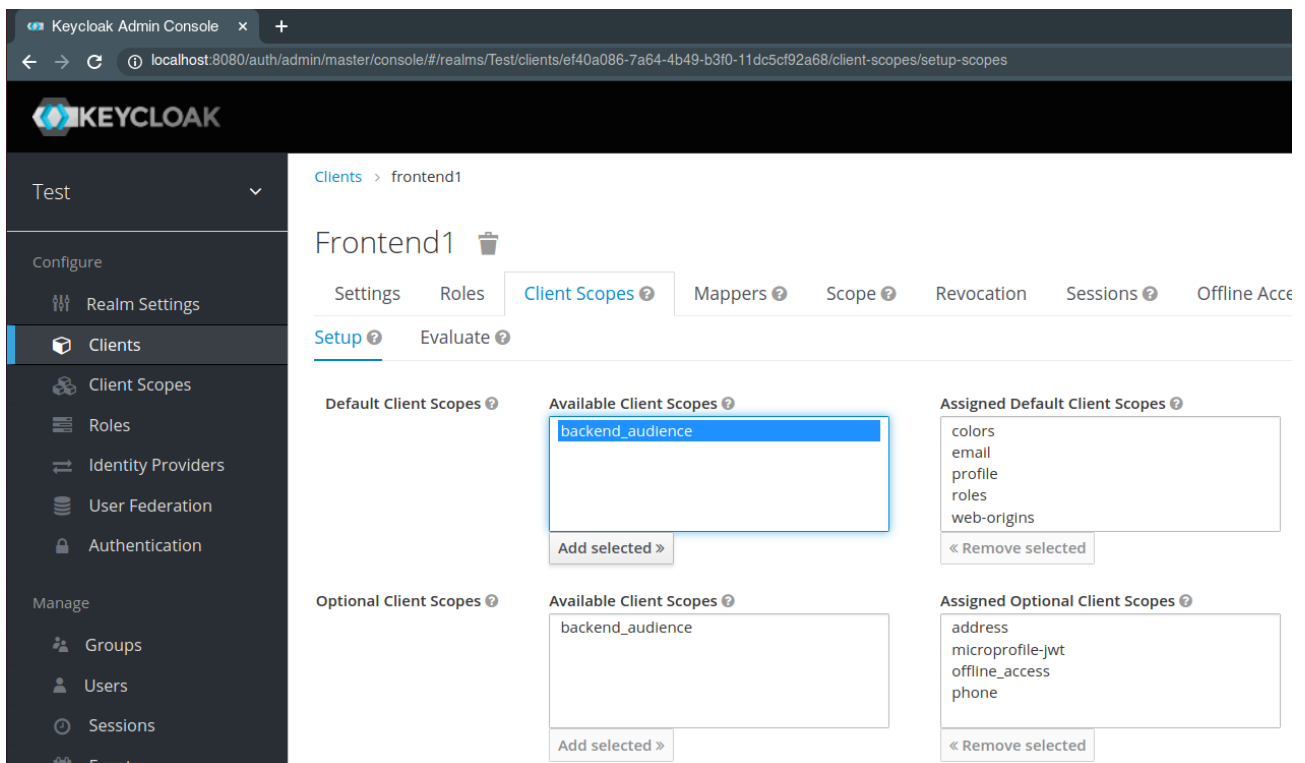 Keycloak Admin Console × +
localhost:8080/auth/admin/master/console/#/realms/Test/clients/ef40a086-7a64-4b49-b3f0-11dc5cf92a68/client-scopes/setup-scopes
KEYCLOAK
Test
Configure
Realm Settings
Clients
Client Scopes
Roles
Identity Providers
User Federation
Authentication
Manage
Groups
Users
Sessions
Clients > frontend1
Frontend1
Settings Roles Client Scopes Mappers Scope Revocation Sessions Offline Acce
Setup Evaluate
Default Client Scopes
Available Client Scopes
backend_audience
Add selected »
Assigned Default Client Scopes
colors
email
profile
roles
web-origins
« Remove selected
Optional Client Scopes
Available Client Scopes
backend_audience
Add selected »
Assigned Optional Client Scopes
address
microprofile-jwt
offline_access
phone
« Remove selected